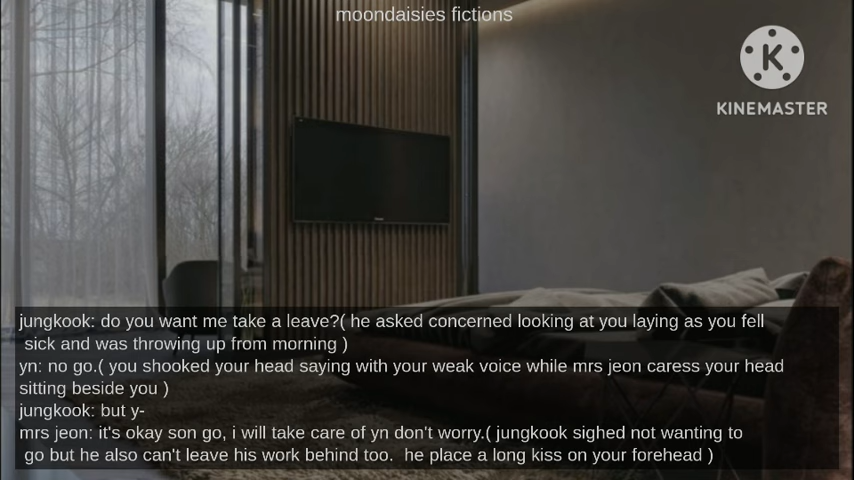 moondaisies fictions
KINEMASTER
jungkook: do you want me take a leave?( he asked concerned looking at you laying as you fell
sick and was throwing up from morning )
yn: no go.( you shooked your head saying with your weak voice while mrs jeon caress your head
sitting beside you )
jungkook: but y-
mrs jeon: it's okay son go, i will take care of yn don't worry.( jungkook sighed not wanting to
go but he also can't leave his work behind too.  he place a long kiss on your forehead )